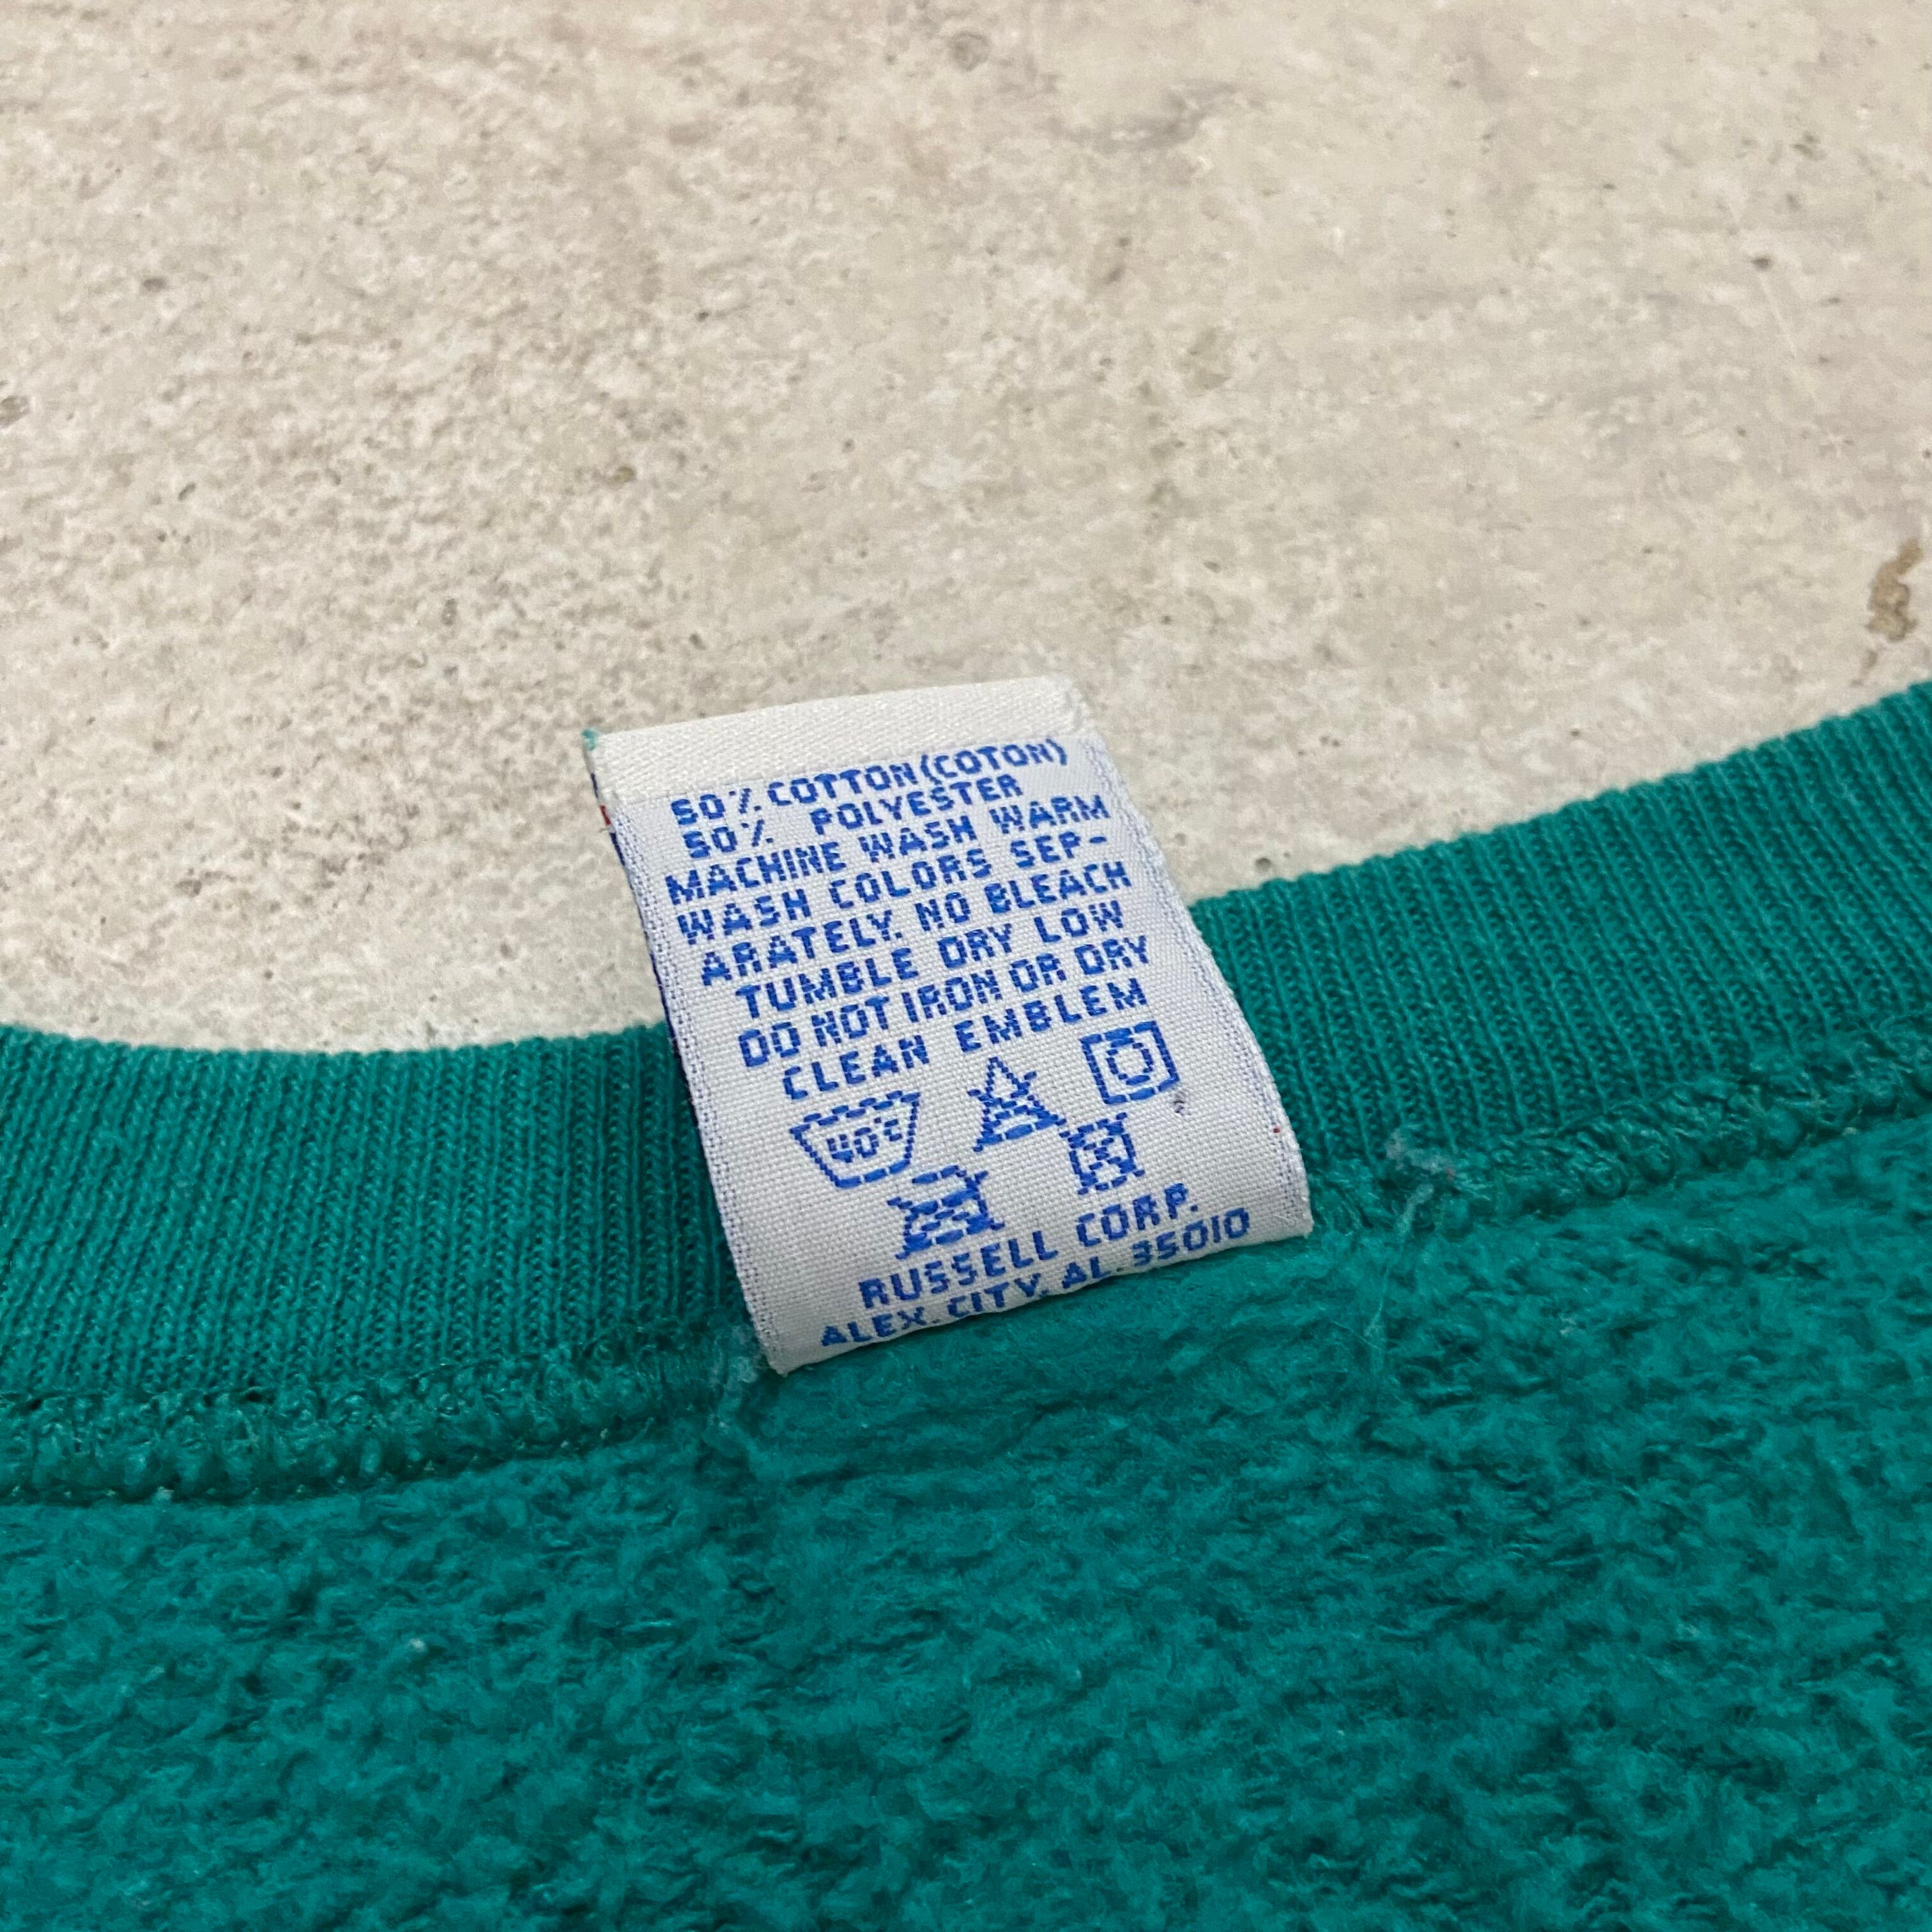 50% COTTON(COTON)
50% POLYESTER
MACHINE WASH WARM
WASH COLORS SEP-
ARATELY. NO BLEACH
TUMBLE DRY LOW
DO NOT IRON OR DRY
CLEAN EMBLEM
40°C
RUSSELL CORP.
ALEX. CITY, AL. 35010